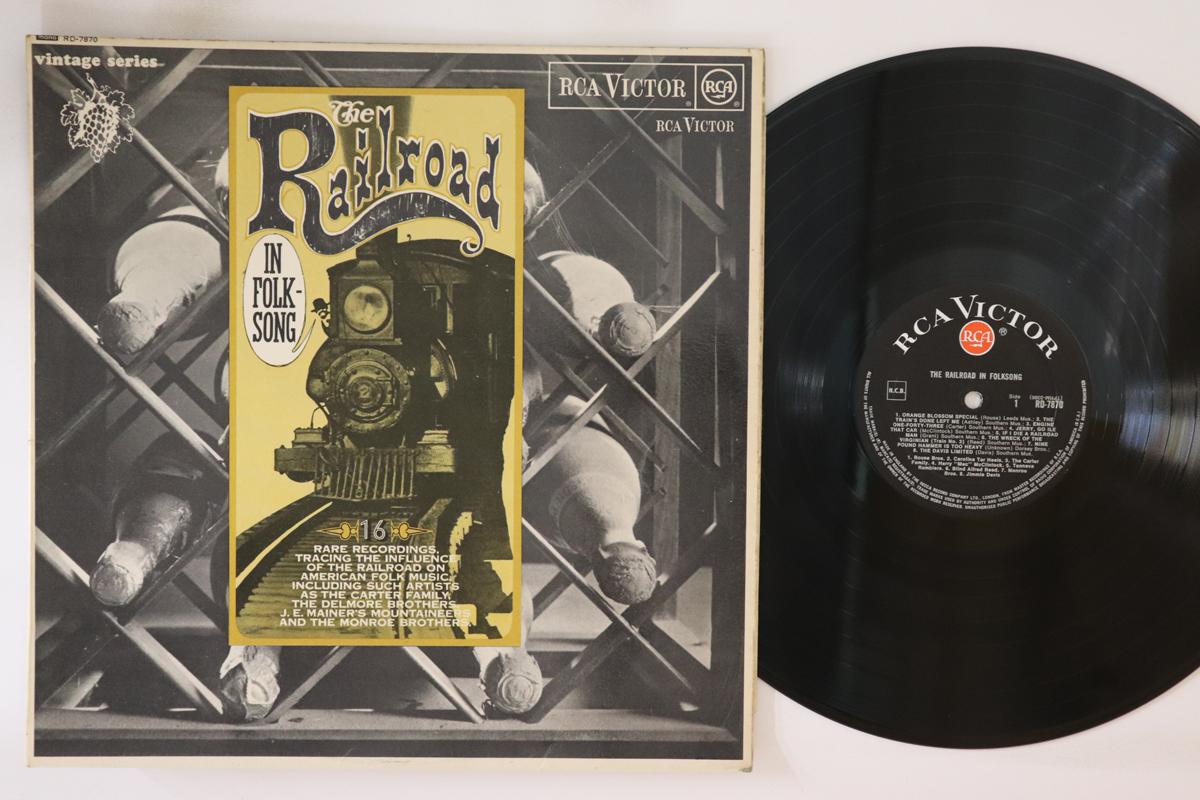 MONO RD-7870
vintage series
RCA VICTOR ® RCA ®
RCA VICTOR
The
Railroad
IN
FOLK-
SONG
16
RARE RECORDINGS,
TRACING THE INFLUENCE
OF THE RAILROAD ON
AMERICAN FOLK MUSIC,
INCLUDING SUCH ARTISTS
AS THE CARTER FAMILY,
THE DELMORE BROTHERS,
J. E. MAINER'S MOUNTAINEERS
AND THE MONROE BROTHERS.
RCA VICTOR
RCA ®
THE RAILROAD IN FOLKSONG
R.C.B.
Side
1 RD-7870
1. ORANGE BLOSSOM SPECIAL (Rouse) Leeds Mus.; 2. THE
TRAIN'S DONE LEFT ME (Ashley) Southern Mus.; 3. ENGINE
ONE-FORTY-THREE (Carter) Southern Mus.; 4. JERRY, GO ILE
THAT CAR (McClintock) Southern Mus.; 5. IF I DIE A RAILROAD
MAN (Grant) Southern Mus.; 6. THE WRECK OF THE
VIRGINIAN (Train No. 3) (Reed) Southern Mus.; 7. NINE
POUND HAMMER IS TOO HEAVY (Unknown) Dorsey Bros.;
8. THE DAVIS LIMITED (Davis) Southern Mus.
1. Rouse Bros. 2. Carolina Tar Heels. 3. The Carter
Family. 4. Harry "Mac" McClintock. 5. Tenneva
Ramblers. 6. Blind Alfred Reed. 7. Monroe
Bros. 8. Jimmie Davis